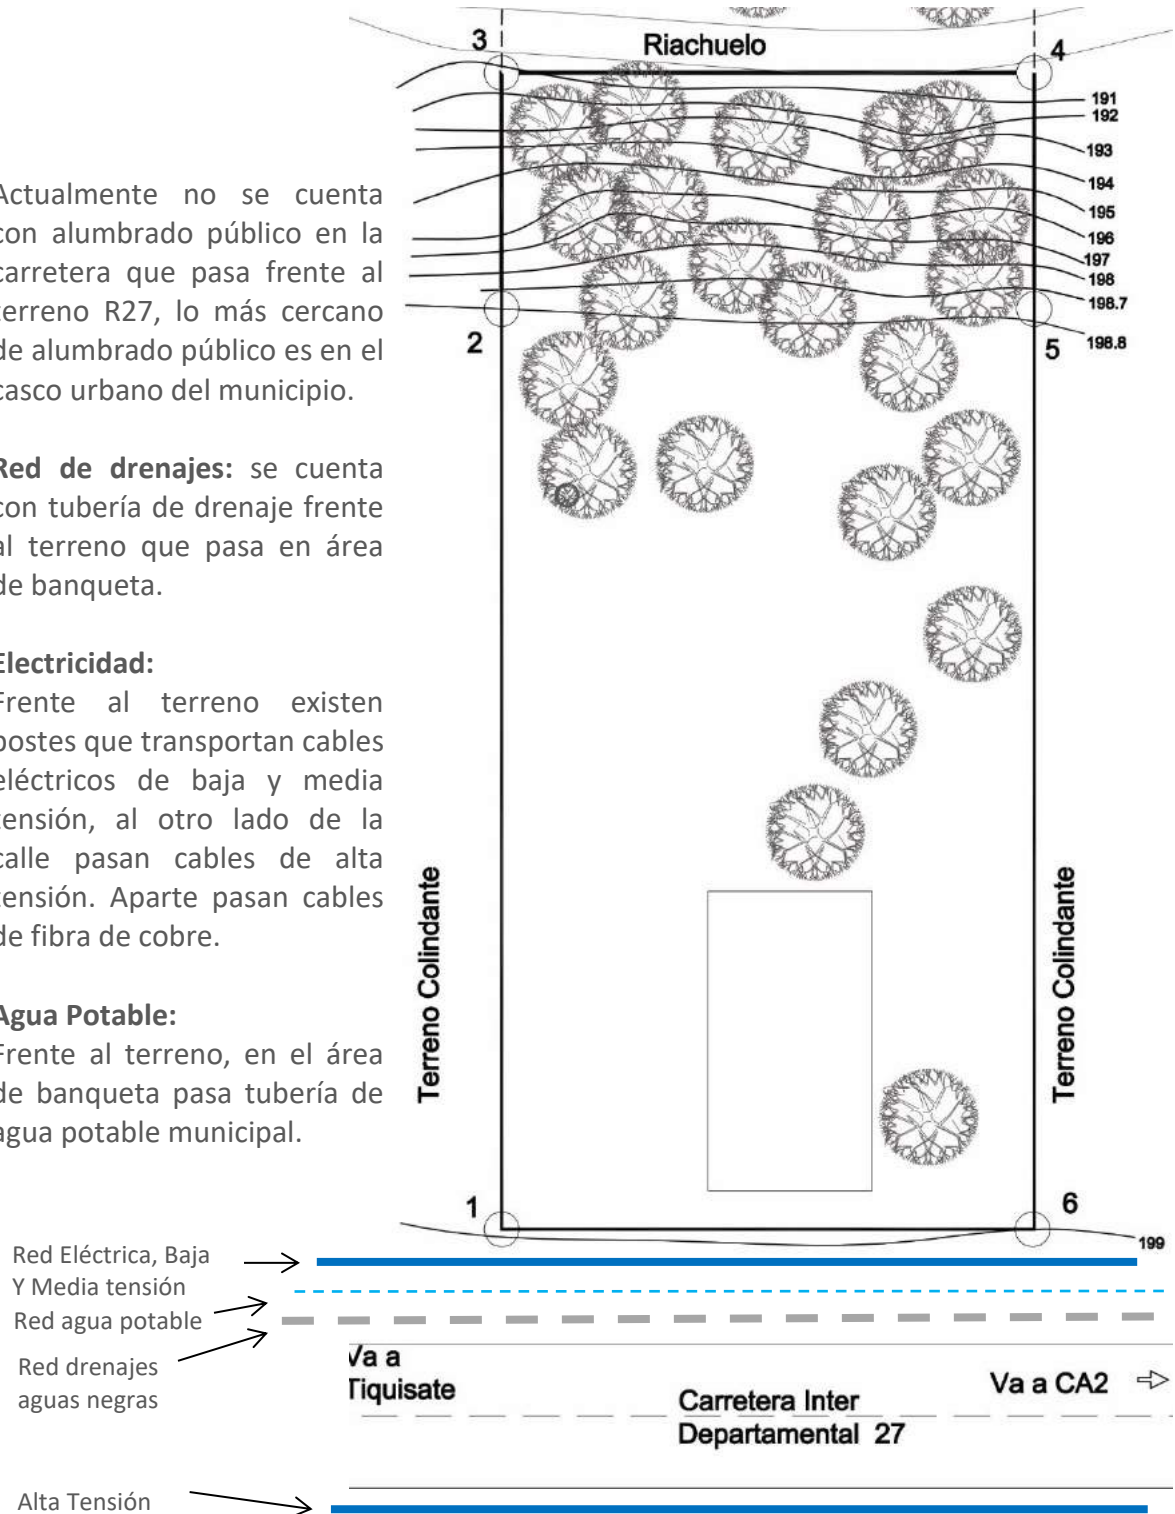 Actualmente no se cuenta
con alumbrado público en la
carretera que pasa frente al
terreno R27, lo más cercano
de alumbrado público es en el
casco urbano del municipio.
Red de drenajes: se cuenta
con tubería de drenaje frente
al terreno que pasa en área
de banqueta.
Electricidad:
Frente al terreno existen
postes que transportan cables
eléctricos de baja y media
tensión, al otro lado de la
calle pasan cables de alta
tensión. Aparte pasan cables
de fibra de cobre.
Agua Potable:
Frente al terreno, en el área
de banqueta pasa tubería de
agua potable municipal.
3
Riachuelo
4
191
192
193
194
195
196
197
198
198.7
198.8
2
5
Terreno Colindante
Terreno Colindante
1
6
199
Red Eléctrica, Baja
Y Media tensión
Red agua potable
Red drenajes
aguas negras
Va a
Tiquisate
Carretera Inter
Departamental 27
Va a CA2
Alta Tensión